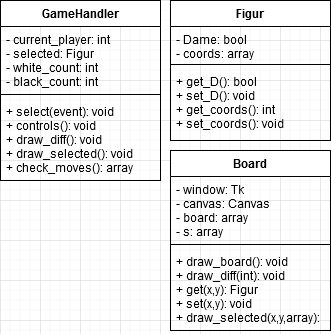 GameHandler
- current_player: int
- selected: Figur
- white_count: int
- black_count: int
+ select(event): void
+ controls(): void
+ draw_diff(): void
+ draw_selected(): void
+ check_moves(): array
Figur
- Dame: bool
- coords: array
+ get_D(): bool
+ set_D(): void
+ get_coords(): int
+ set_coords(): void
Board
- window: Tk
- canvas: Canvas
- board: array
- s: array
+ draw_board(): void
+ draw_diff(int): void
+ get(x,y): Figur
+ set(x,y): void
+ draw_selected(x,y,array):